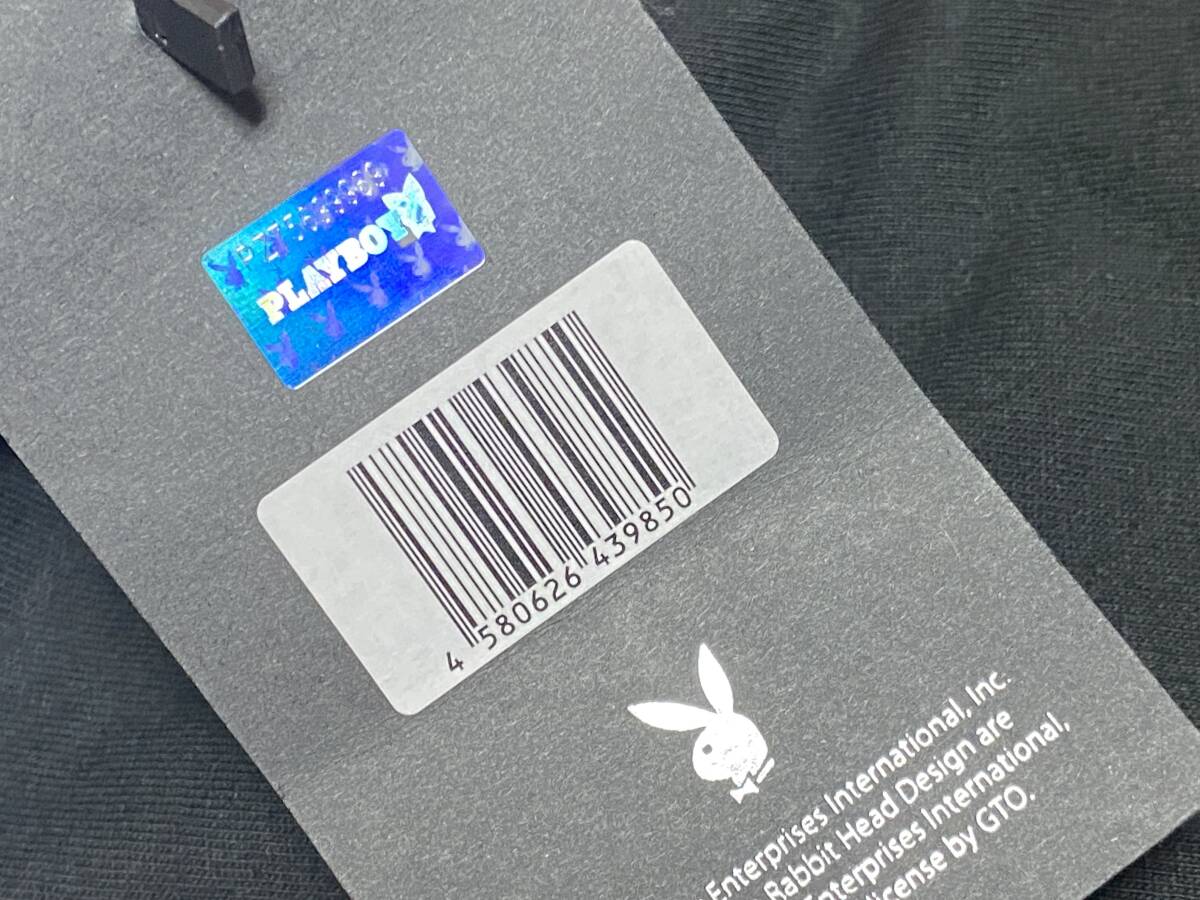 PLAYBOY
4 580626 439850
Enterprises International, Inc.
Rabbit Head Design are
Enterprises International,
license by GTO.